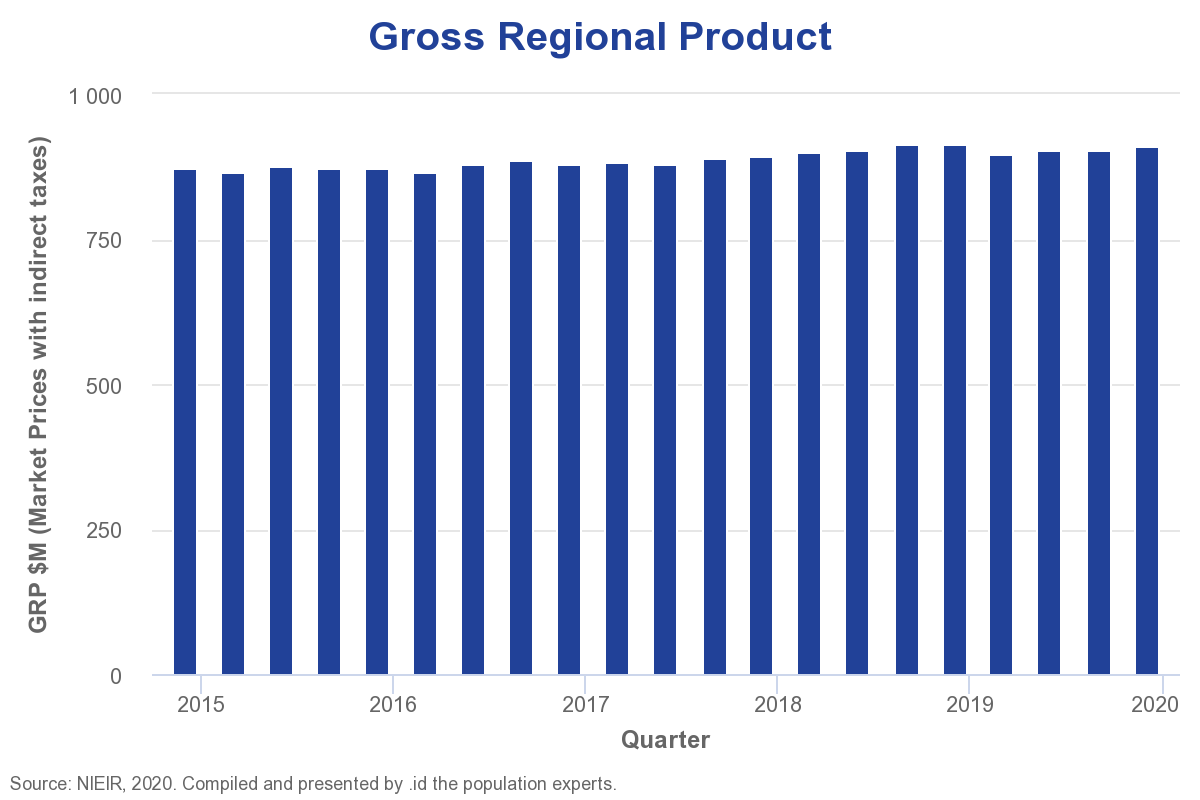 Gross Regional Product
GRP $M (Market Prices with indirect taxes)
1 000
750
500
250
0
2015 2016 2017 2018 2019 2020
Quarter
Source: NIEIR, 2020. Compiled and presented by .id the population experts.